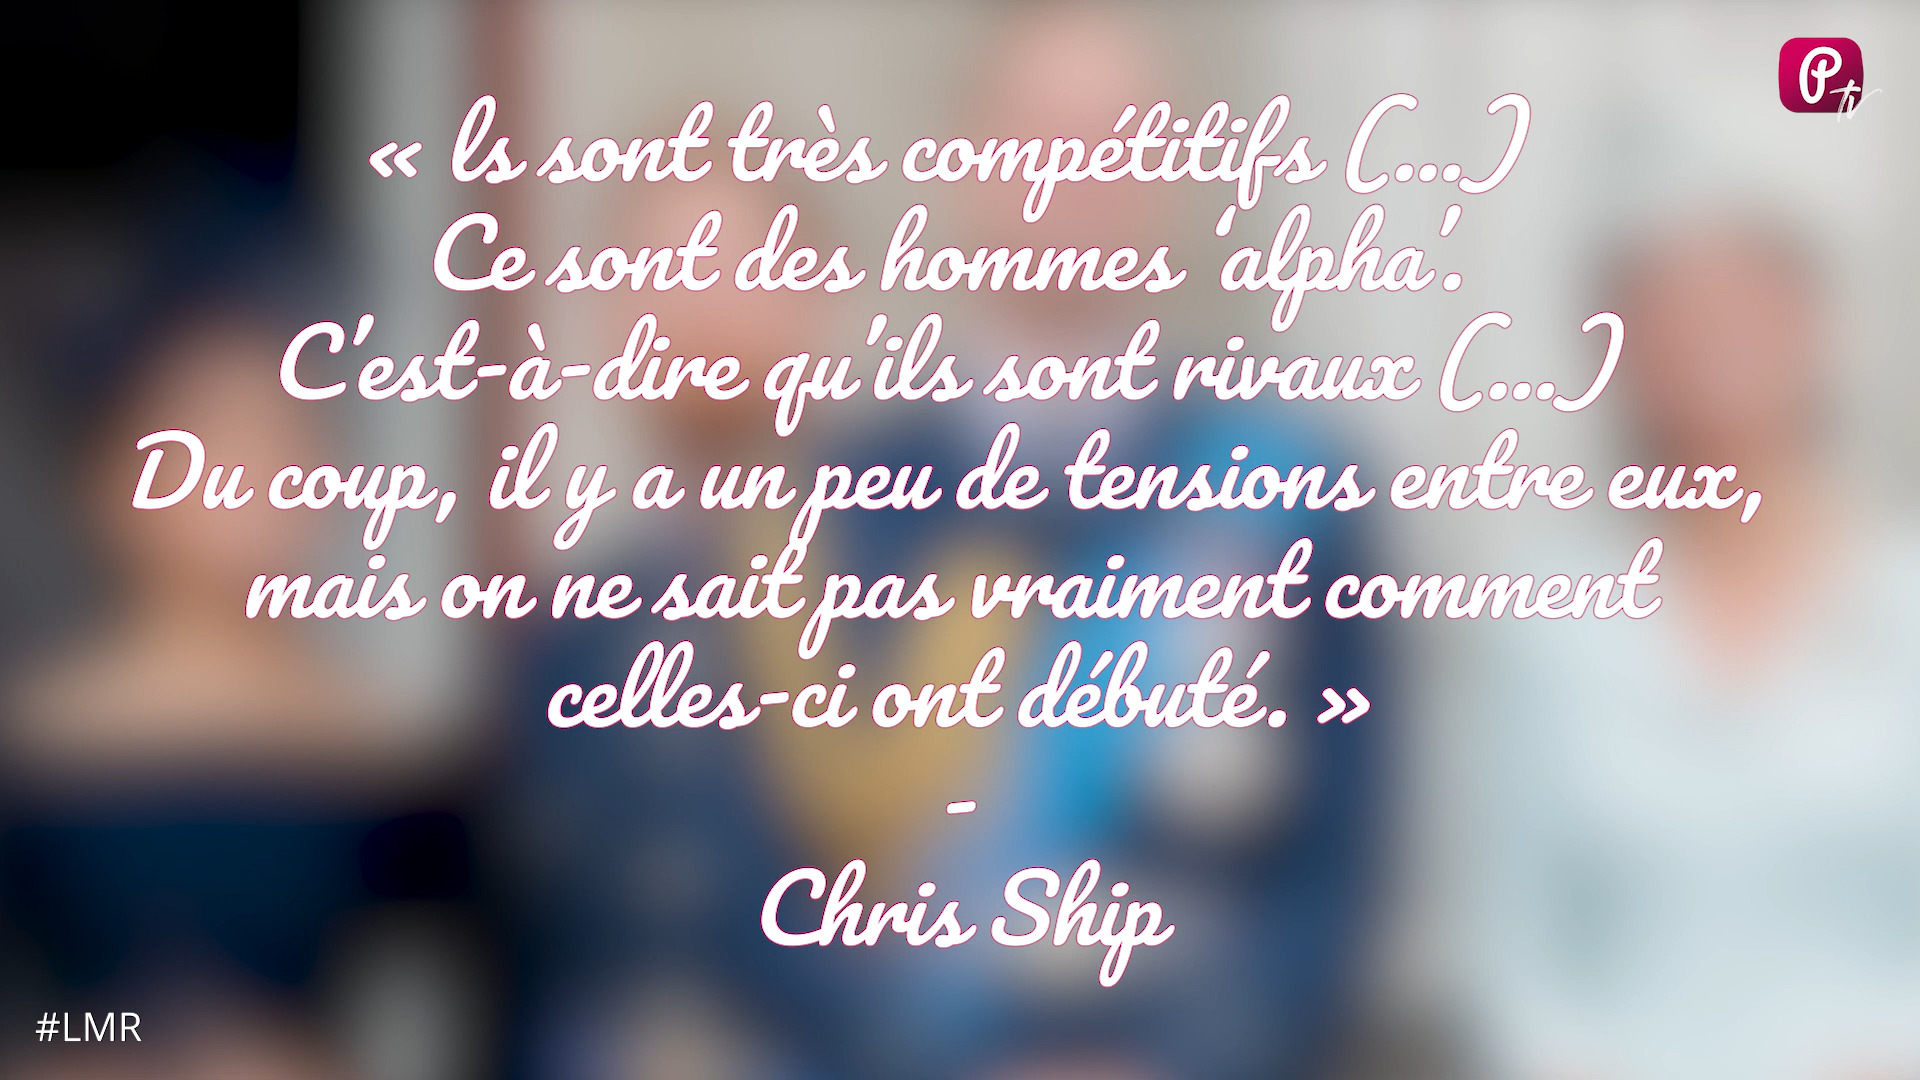 « ls sont très compétitifs (...)
Ce sont des hommes ‘alpha’.
C’est-à-dire qu’ils sont rivaux (...)
Du coup, il y a un peu de tensions entre eux,
mais on ne sait pas vraiment comment
celles-ci ont débuté. »
-
Chris Ship
P tv
#LMR